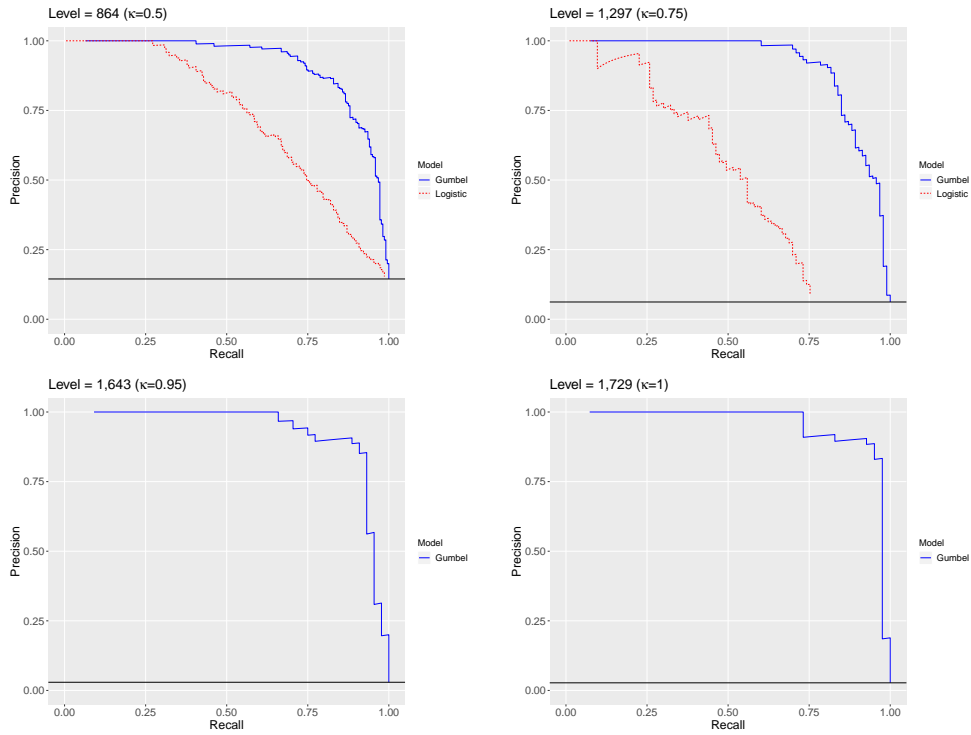 Level = 864 (κ=0.5)
1.00
0.75
0.50
0.25
0.00
Precision
0.00 0.25 0.50 0.75 1.00
Recall
Model
Gumbel
Logistic
Level = 1,297 (κ=0.75)
1.00
0.75
0.50
0.25
0.00
Precision
0.00 0.25 0.50 0.75 1.00
Recall
Model
Gumbel
Logistic
Level = 1,643 (κ=0.95)
1.00
0.75
0.50
0.25
0.00
Precision
0.00 0.25 0.50 0.75 1.00
Recall
Model
Gumbel
Level = 1,729 (κ=1)
1.00
0.75
0.50
0.25
0.00
Precision
0.00 0.25 0.50 0.75 1.00
Recall
Model
Gumbel